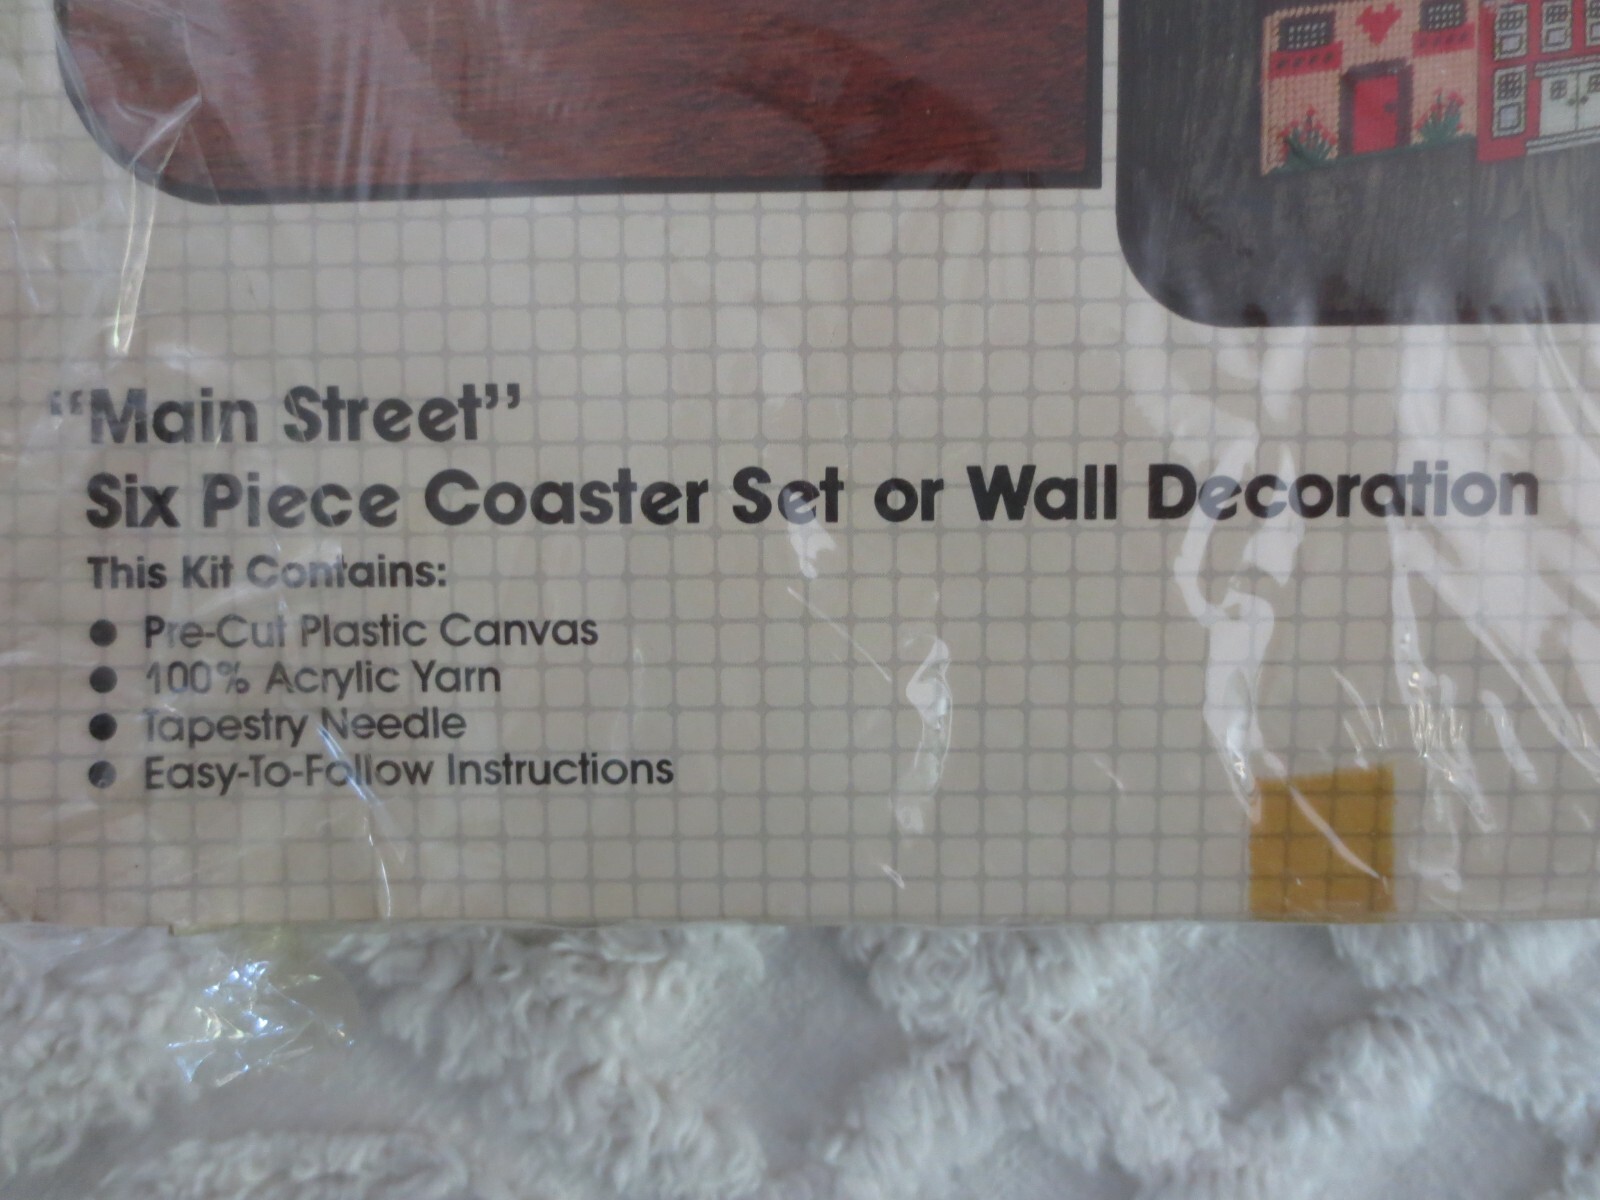 “Main Street”
Six Piece Coaster Set or Wall Decoration
This Kit Contains:
● Pre-Cut Plastic Canvas
● 100% Acrylic Yarn
● Tapestry Needle
● Easy-To-Follow Instructions